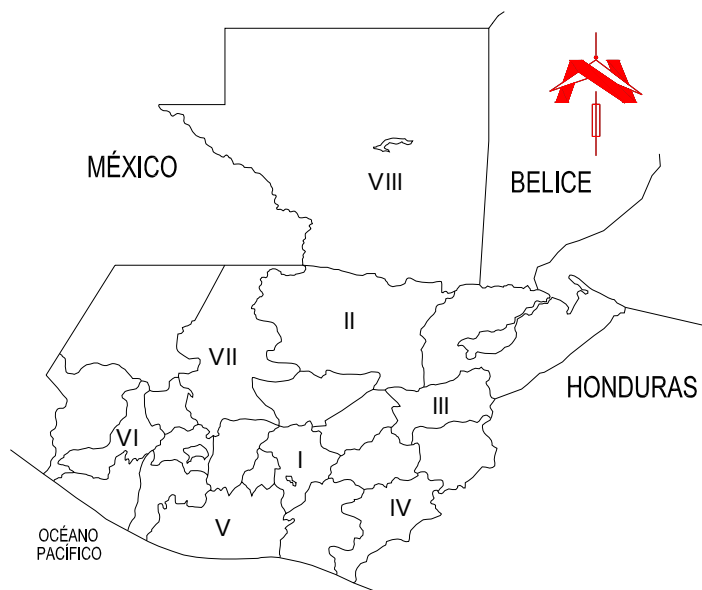 MÉXICO
VIII
BELICE
II
VII
HONDURAS
III
VI
I
IV
V
OCÉANO
PACÍFICO